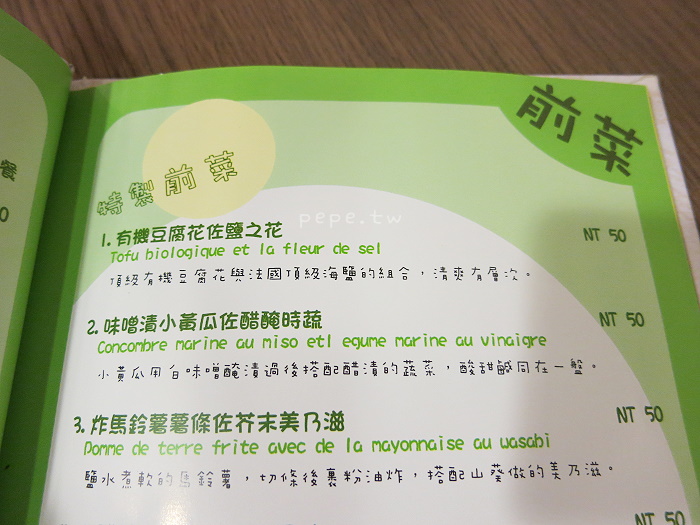 前菜
特製前菜
餐
0
pepe.tw
1. 有機豆腐花佐鹽之花 NT 50
Tofu biologique et la fleur de sel
頂級有機豆腐花與法國頂級海鹽的組合，清爽有層次。
2. 味噌漬小黃瓜佐醋醃時蔬 NT 50
Concombre marine au miso etl egume marine au vinaigre
小黃瓜用白味噌醃漬過後搭配醋漬的蔬菜，酸甜鹹同在一盤。
3. 炸馬鈴薯薯條佐芥末美乃滋 NT 50
Domme de terre frite avec de la mayonnaise au wasabi
鹽水煮軟的馬鈴薯，切條後裹粉油炸，搭配山葵做的美乃滋。
NT 50